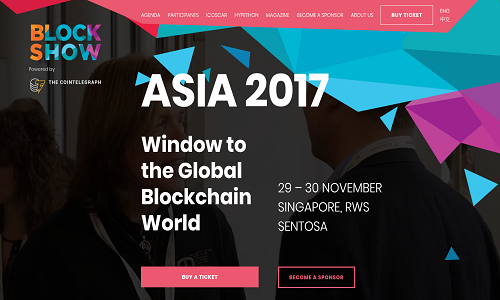 BLOCK
SHOW
Powered by
THE COINTELEGRAPH
AGENDA PARTICIPANTS ICOSCAR HYPETHON MAGAZINE BECOME A SPONSOR ABOUT US BUY TICKET ENG
中文
ASIA 2017
Window to
the Global
Blockchain
World
29 – 30 NOVEMBER
SINGAPORE, RWS
SENTOSA
BUY A TICKET BECOME A SPONSOR